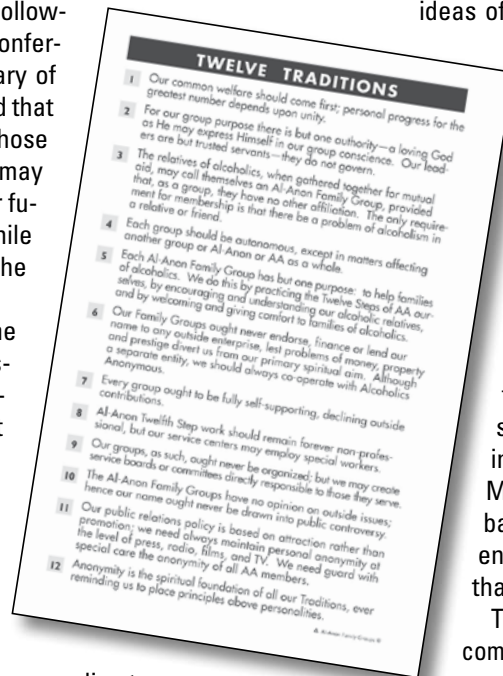 ollow-
onfer-
ary of
d that
hose
may
r fu-
hile
he
ne
s-
-
t
ideas of
s
in
M
ba
en
tha
T
com
TWELVE TRADITIONS
1 Our common welfare should come first; personal progress for the
greatest number depends upon unity.
2 For our group purpose there is but one authority—a loving God
as He may express Himself in our group conscience. Our lead-
ers are but trusted servants—they do not govern.
3 The relatives of alcoholics, when gathered together for mutual
aid, may call themselves an Al-Anon Family Group, provided
that, as a group, they have no other affiliation. The only require-
ment for membership is that there be a problem of alcoholism in
a relative or friend.
4 Each group should be autonomous, except in matters affecting
another group or Al-Anon or AA as a whole.
5 Each Al-Anon Family Group has but one purpose: to help families
of alcoholics. We do this by practicing the Twelve Steps of AA our-
selves, by encouraging and understanding our alcoholic relatives,
and by welcoming and giving comfort to families of alcoholics.
6 Our Family Groups ought never endorse, finance or lend our
name to any outside enterprise, lest problems of money, property
and prestige divert us from our primary spiritual aim. Although
a separate entity, we should always co-operate with Alcoholics
Anonymous.
7 Every group ought to be fully self-supporting, declining outside
contributions.
8 Al-Anon Twelfth Step work should remain forever non-profes-
sional, but our service centers may employ special workers.
9 Our groups, as such, ought never be organized; but we may create
service boards or committees directly responsible to those they serve.
10 The Al-Anon Family Groups have no opinion on outside issues;
hence our name ought never be drawn into public controversy.
11 Our public relations policy is based on attraction rather than
promotion; we need always maintain personal anonymity at
the level of press, radio, films, and TV. We need guard with
special care the anonymity of all AA members.
12 Anonymity is the spiritual foundation of all our Traditions, ever
reminding us to place principles above personalities.